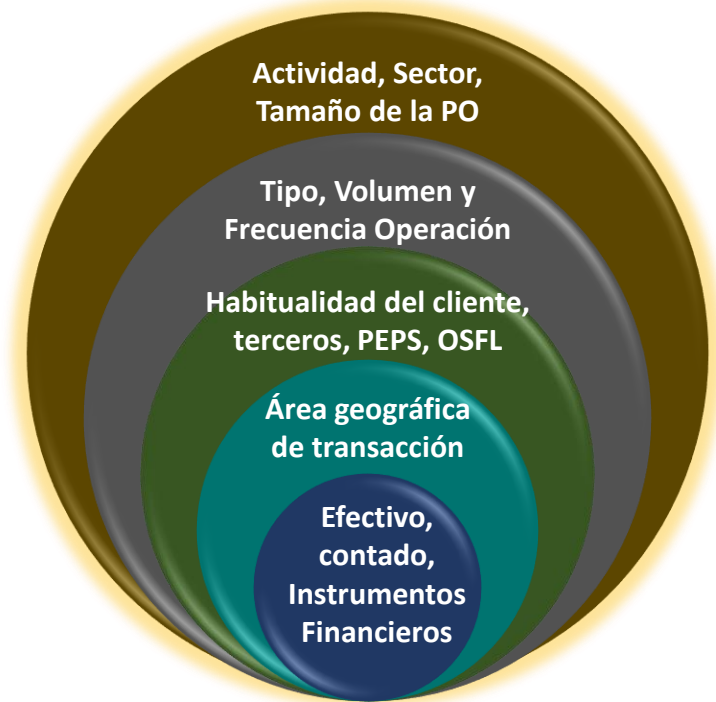 Actividad, Sector,
Tamaño de la PO
Tipo, Volumen y
Frecuencia Operación
Habitualidad del cliente,
terceros, PEPS, OSFL
Área geográfica
de transacción
Efectivo,
contado,
Instrumentos
Financieros